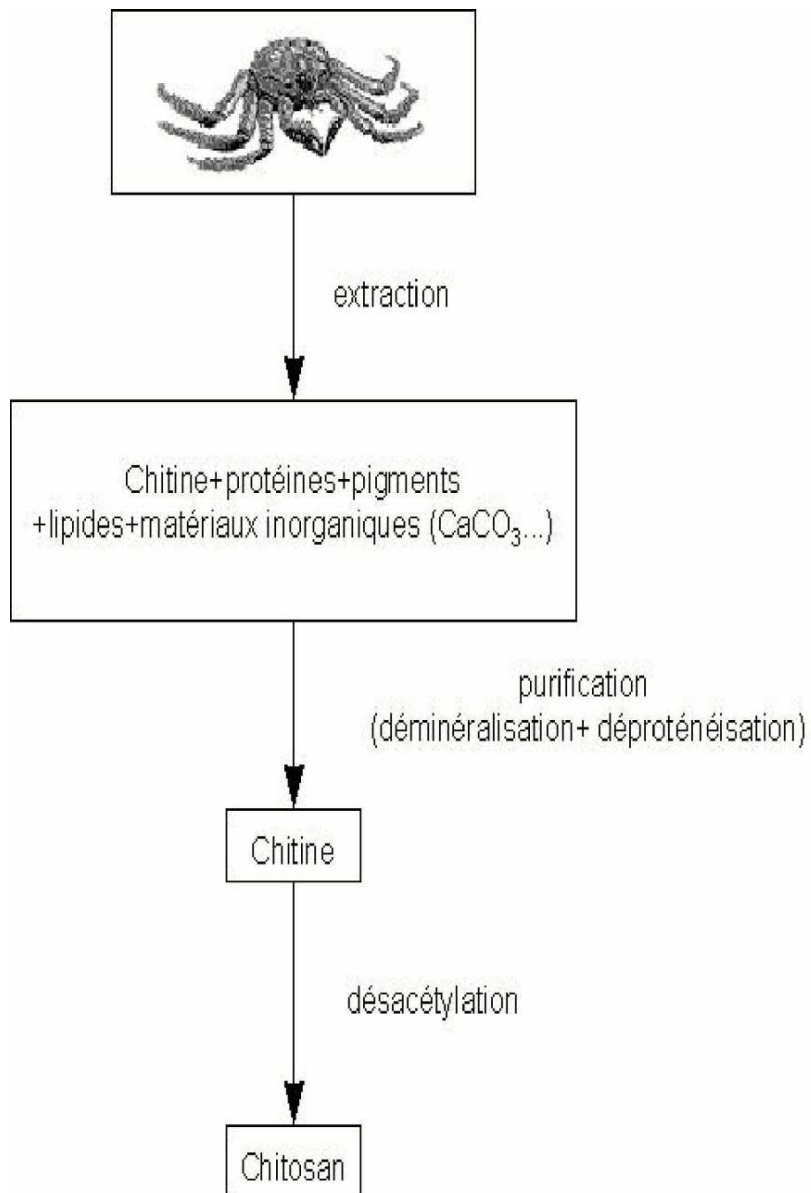 extraction
Chitine+protéines+pigments
+lipides+matériaux inorganiques (CaCO₃...)
purification
(déminéralisation+ déproténéisation)
Chitine
désacétylation
Chitosan